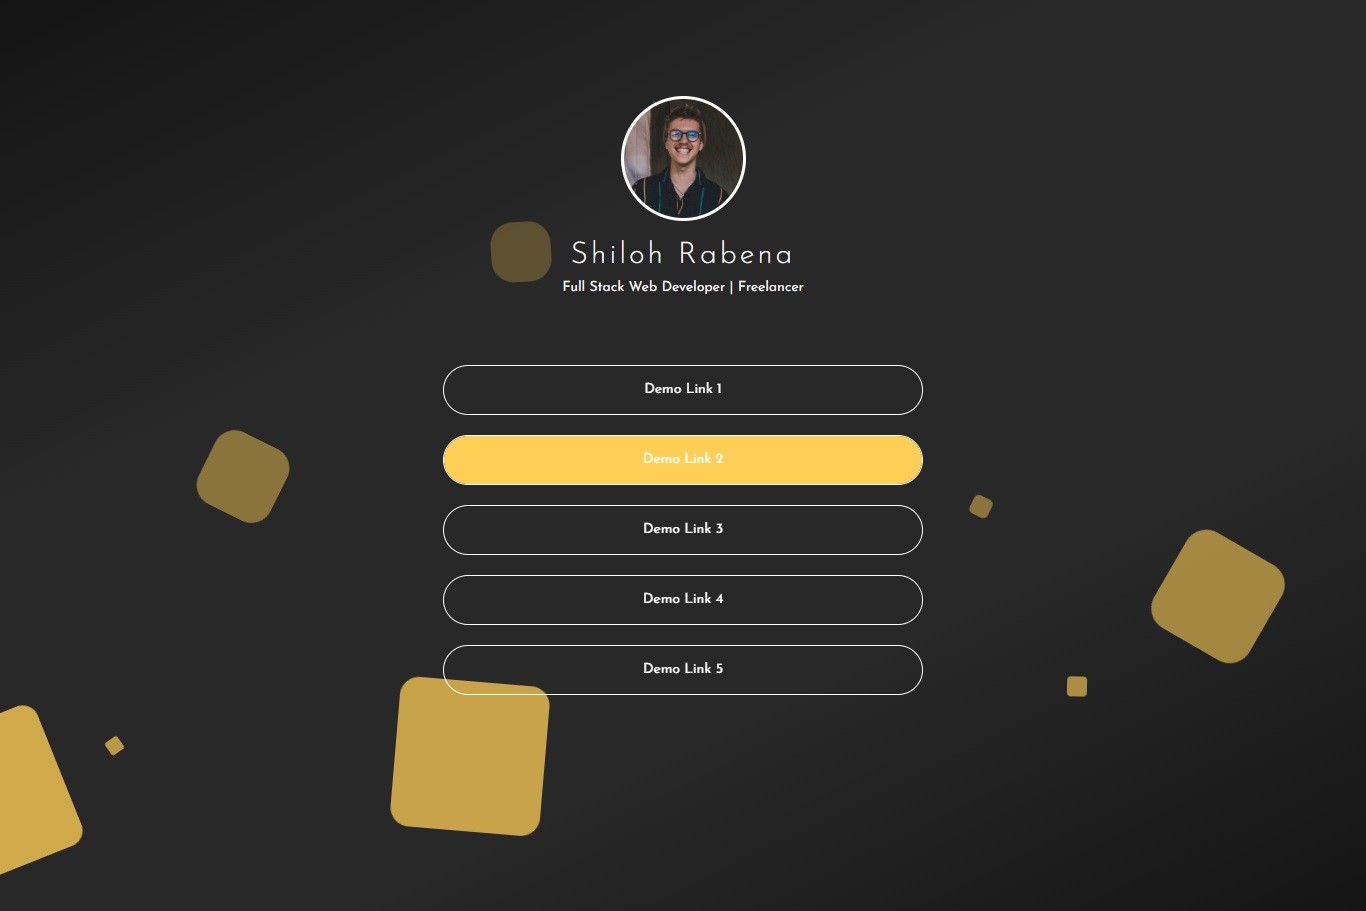 Shiloh Rabena
Full Stack Web Developer | Freelancer
Demo Link 1
Demo Link 2
Demo Link 3
Demo Link 4
Demo Link 5